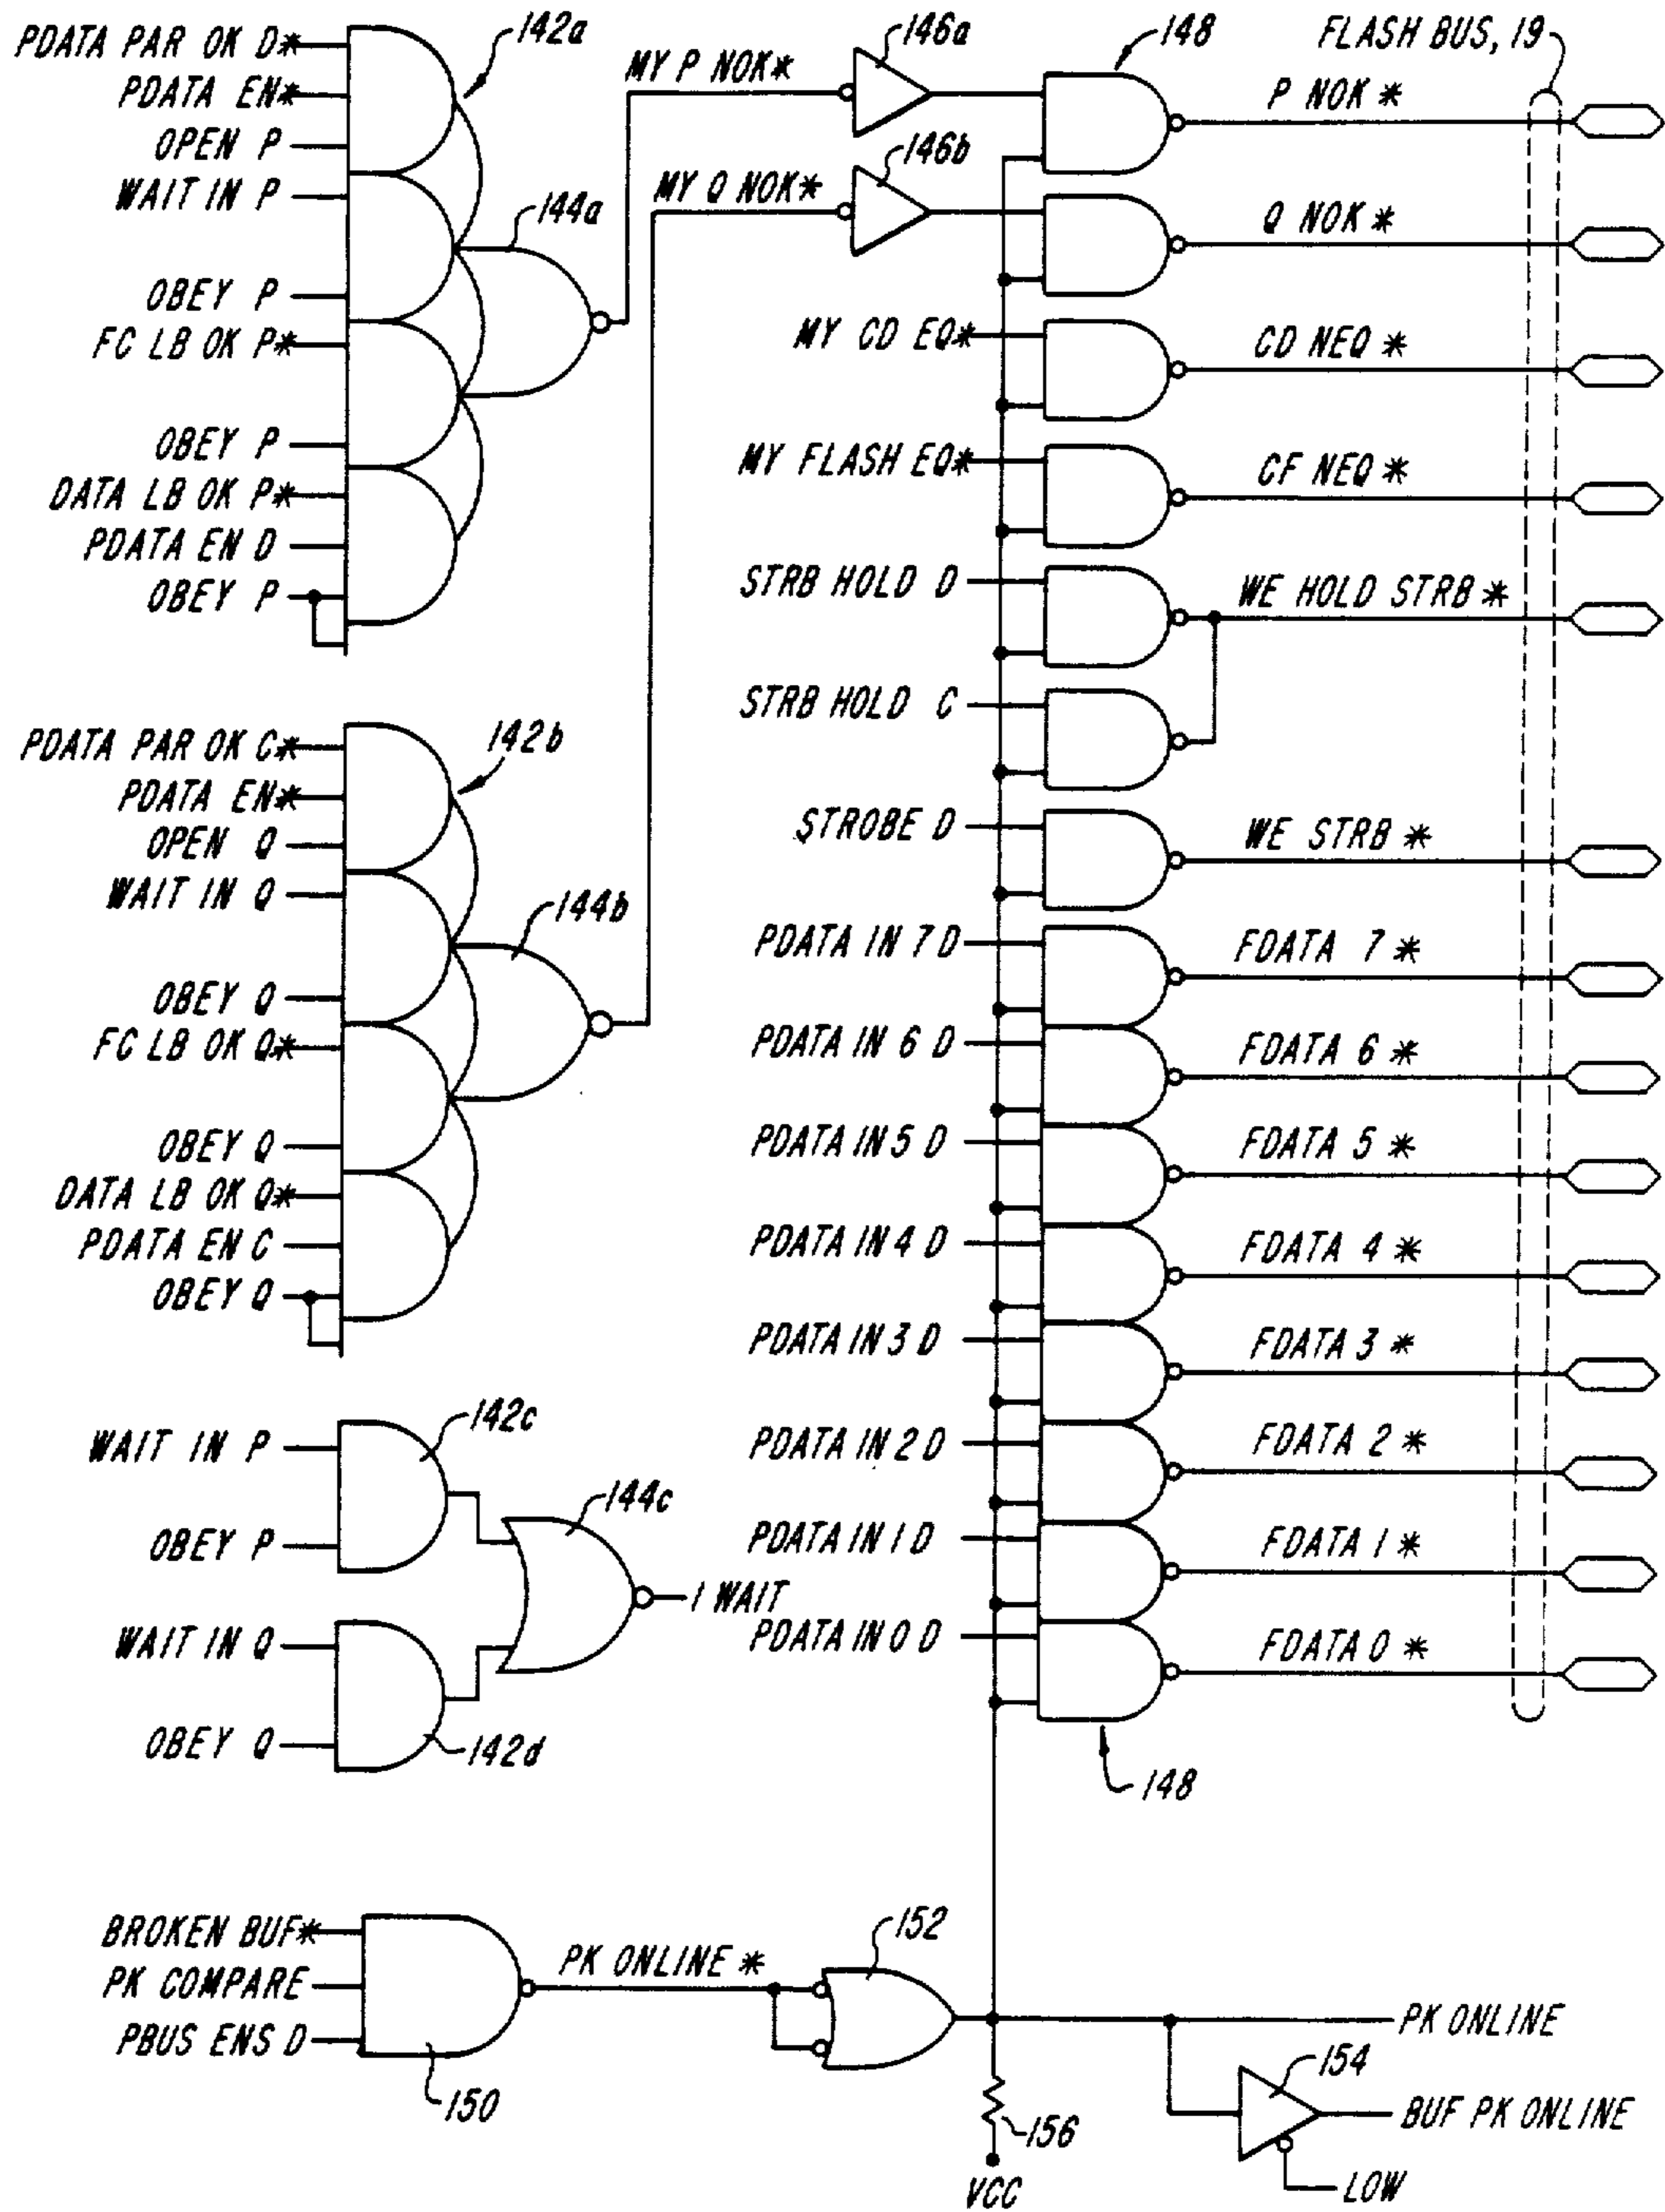 PDATA PAR OK D*
PDATA EN*
OPEN P
WAIT IN P
OBEY P
FC LB OK P*
OBEY P
DATA LB OK P*
PDATA EN D
OBEY P
142a
144a
MY P NOK*
MY Q NOK*
146a
146b
148
FLASH BUS, 19
P NOK *
Q NOK *
MY CD EQ*
CD NEQ *
MY FLASH EQ*
CF NEQ *
STRB HOLD D
WE HOLD STRB *
STRB HOLD C
STROBE D
WE STRB *
PDATA IN 7 D
FDATA 7 *
PDATA IN 6 D
FDATA 6 *
PDATA IN 5 D
FDATA 5 *
PDATA IN 4 D
FDATA 4 *
PDATA IN 3 D
FDATA 3 *
PDATA IN 2 D
FDATA 2 *
PDATA IN 1 D
FDATA 1 *
PDATA IN 0 D
FDATA 0 *
148
PDATA PAR OK C*
PDATA EN*
OPEN Q
WAIT IN Q
OBEY Q
FC LB OK Q*
OBEY Q
DATA LB OK Q*
PDATA EN C
OBEY Q
142b
144b
WAIT IN P
OBEY P
142c
144c
I WAIT
WAIT IN Q
OBEY Q
142d
BROKEN BUF*
PK COMPARE
PBUS ENS D
150
PK ONLINE *
152
PK ONLINE
154
BUF PK ONLINE
LOW
156
VCC